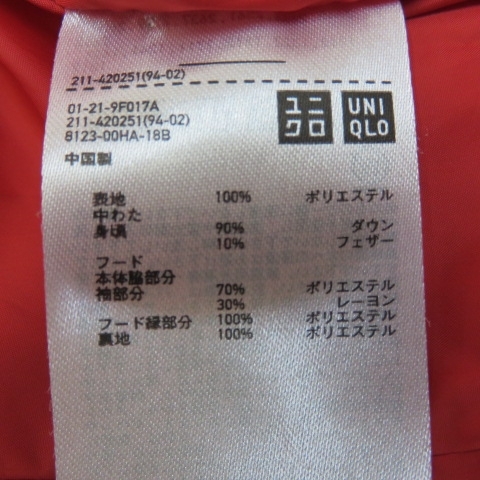 211-420251(94-02)
01-21-9F017A
211-420251(94-02)
8123-00HA-18B
中国製
ユニ
クロ
UNI
QLO
表地 100% ポリエステル
中わた
身頃 90% ダウン
10% フェザー
フード
本体脇部分
袖部分 70% ポリエステル
30% レーヨン
フード縁部分 100% ポリエステル
裏地 100% ポリエステル